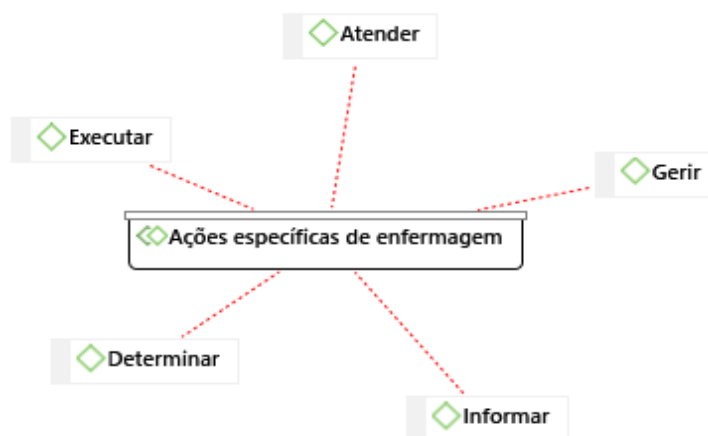 Atender
Executar
Gerir
Ações específicas de enfermagem
Determinar
Informar